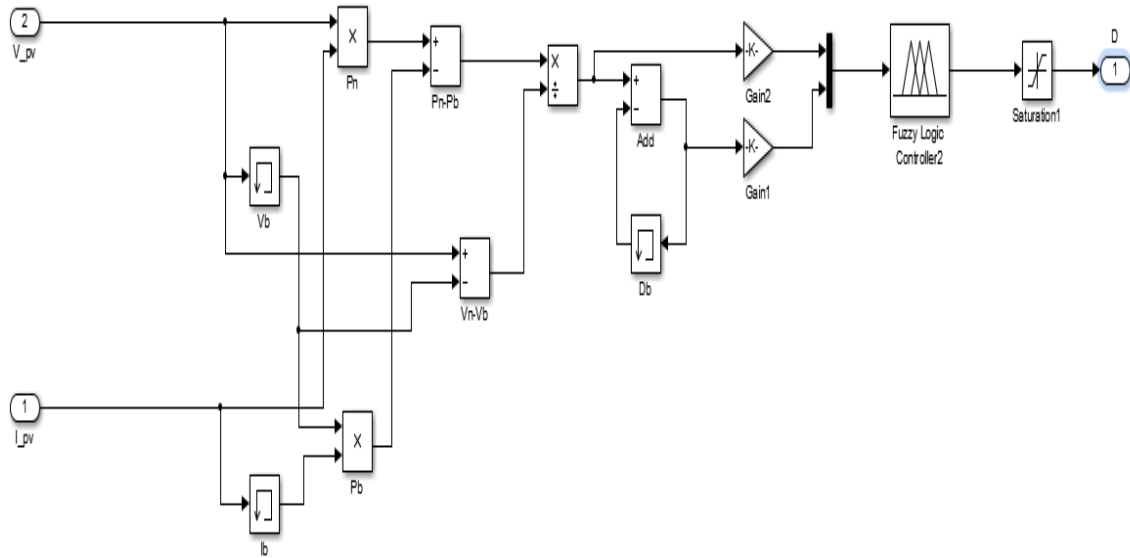 2
V_pv
×
Pn
+
−
Pn-Pb
×
÷
+
−
Add
-K-
Gain2
-K-
Gain1
Fuzzy Logic
Controller2
Saturation1
D
1
Vb
+
−
Vn-Vb
Db
1
I_pv
×
Pb
Ib